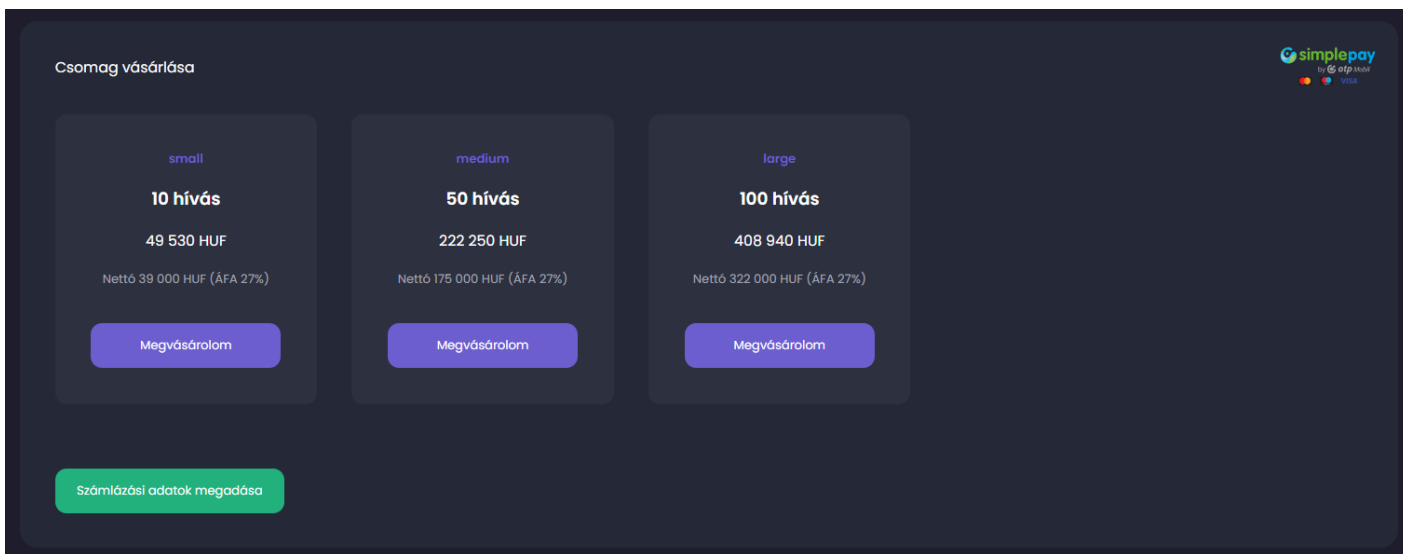 Csomag vásárlása
simplepay
by otp Mobil
VISA
small
10 hívás
49 530 HUF
Nettó 39 000 HUF (ÁFA 27%)
Megvásárolom
medium
50 hívás
222 250 HUF
Nettó 175 000 HUF (ÁFA 27%)
Megvásárolom
large
100 hívás
408 940 HUF
Nettó 322 000 HUF (ÁFA 27%)
Megvásárolom
Számlázási adatok megadása